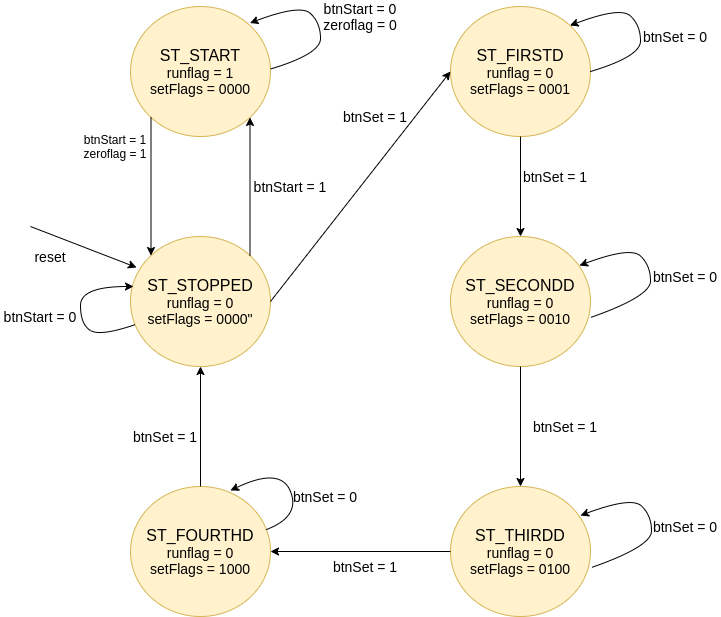 btnStart = 0
zeroflag = 0
ST_START
runflag = 1
setFlags = 0000
ST_FIRSTD
runflag = 0
setFlags = 0001
btnSet = 0
btnSet = 1
btnStart = 1
zeroflag = 1
btnStart = 1
btnSet = 1
reset
ST_STOPPED
runflag = 0
setFlags = 0000"
btnStart = 0
ST_SECONDD
runflag = 0
setFlags = 0010
btnSet = 0
btnSet = 1
btnSet = 1
ST_FOURTHD
runflag = 0
setFlags = 1000
btnSet = 0
btnSet = 1
ST_THIRDD
runflag = 0
setFlags = 0100
btnSet = 0